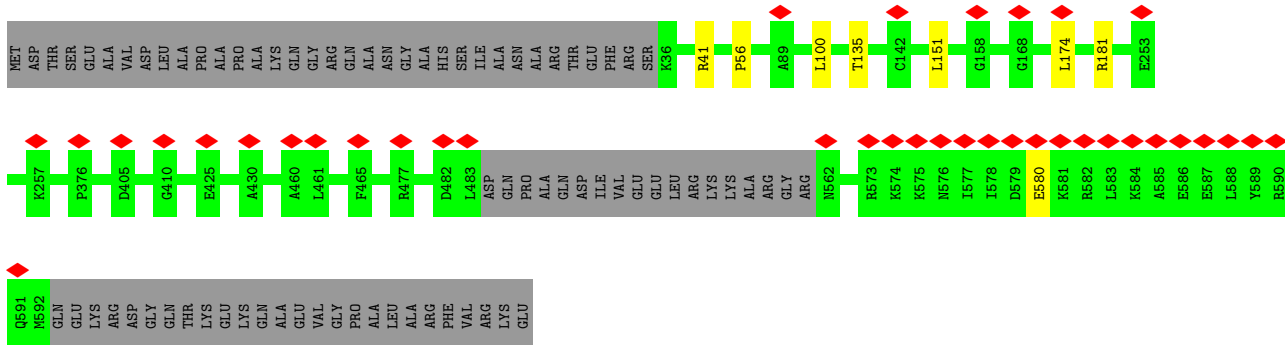 MET ASP THR SER GLU ALA VAL ASP LEU ALA PRO ALA PRO ALA LYS GLN GLY ARG GLN ALA ASN GLY ALA HIS SER ILE ALA ASN ALA ARG THR GLU PHE ARG SER K36 R41 P56 A89 L100 T135 C142 L151 G158 G168 L174 R181 E253
K257 P376 D405 G410 E425 A430 A460 L461 F465 R477 D482 L483 ASP GLN PRO ALA GLN ASP ILE VAL GLU GLU LEU ARG LYS LYS ALA ARG GLY ARG N562 R573 K574 K575 N576 I577 I578 D579 E580 K581 R582 L583 K584 A585 E586 E587 L588 Y589 R590
Q591 M592 GLN GLU LYS ARG ASP GLY GLN THR LYS GLU LYS GLN ALA GLU VAL GLY PRO ALA LEU ALA ARG PHE VAL ARG LYS GLU